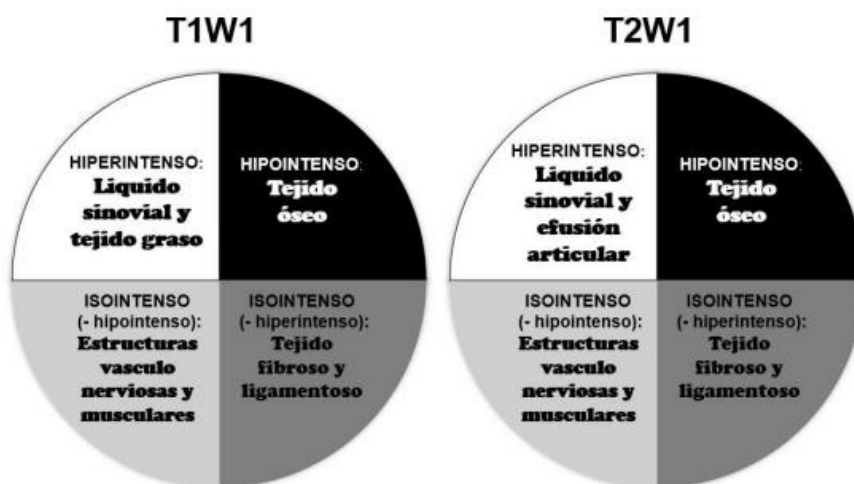 T1W1
HIPERINTENSO:
Liquido
sinovial y
tejido graso
HIPOINTENSO:
Tejido
óseo
ISOINTENSO
(- hipointenso):
Estructuras
vasculo
nerviosas y
musculares
ISOINTENSO
(- hiperintenso):
Tejido
fibroso y
ligamentoso
T2W1
HIPERINTENSO:
Liquido
sinovial y
efusión
articular
HIPOINTENSO:
Tejido
óseo
ISOINTENSO
(- hipointenso):
Estructuras
vasculo
nerviosas y
musculares
ISOINTENSO
(- hiperintenso):
Tejido
fibroso y
ligamentoso